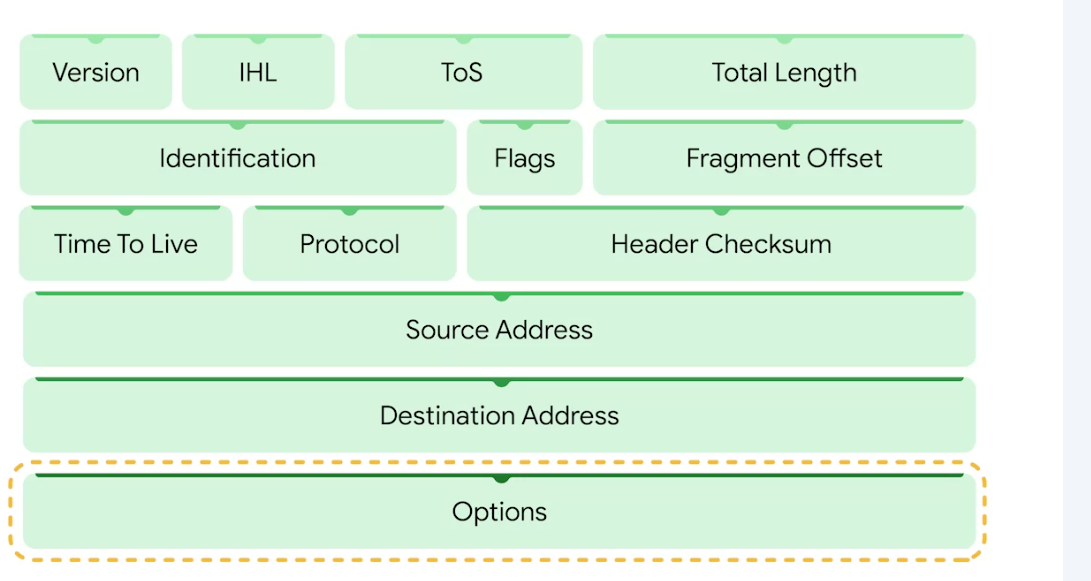 Version IHL ToS Total Length
Identification Flags Fragment Offset
Time To Live Protocol Header Checksum
Source Address
Destination Address
Options